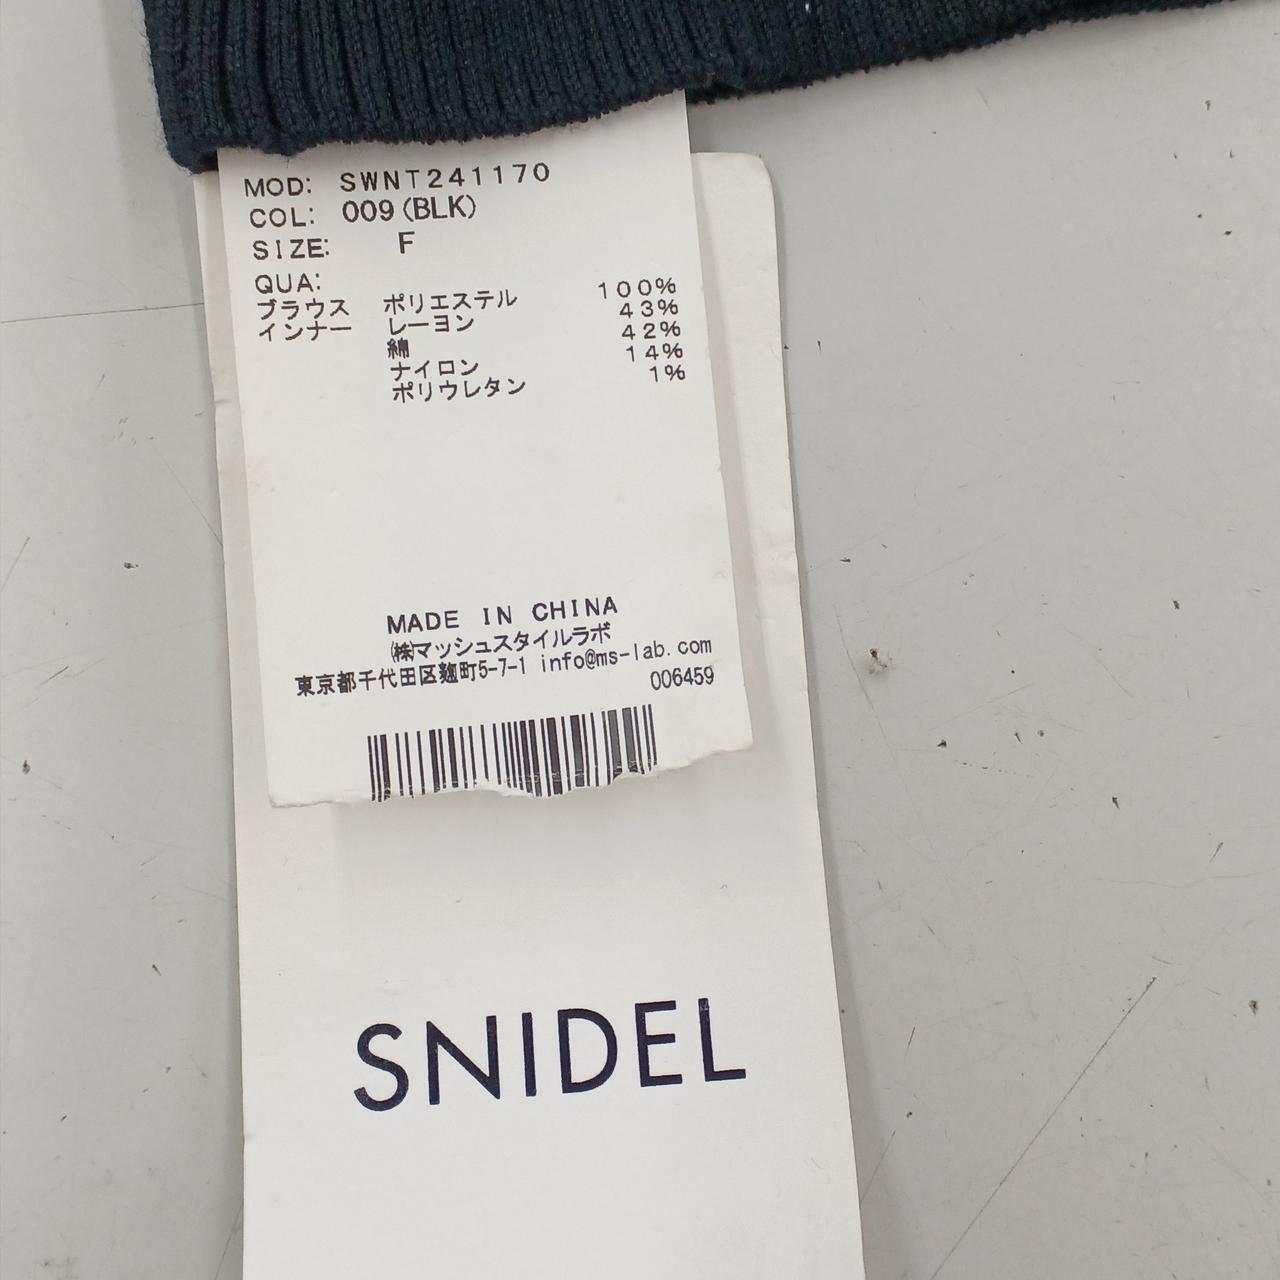 MOD: SWNT241170
COL: 009(BLK)
SIZE: F
QUA:
ブラウス ポリエステル 100%
インナー レーヨン 43%
綿 42%
ナイロン 14%
ポリウレタン 1%
MADE IN CHINA
㈱マッシュスタイルラボ
東京都千代田区麹町5-7-1 info@ms-lab.com
006459
SNIDEL